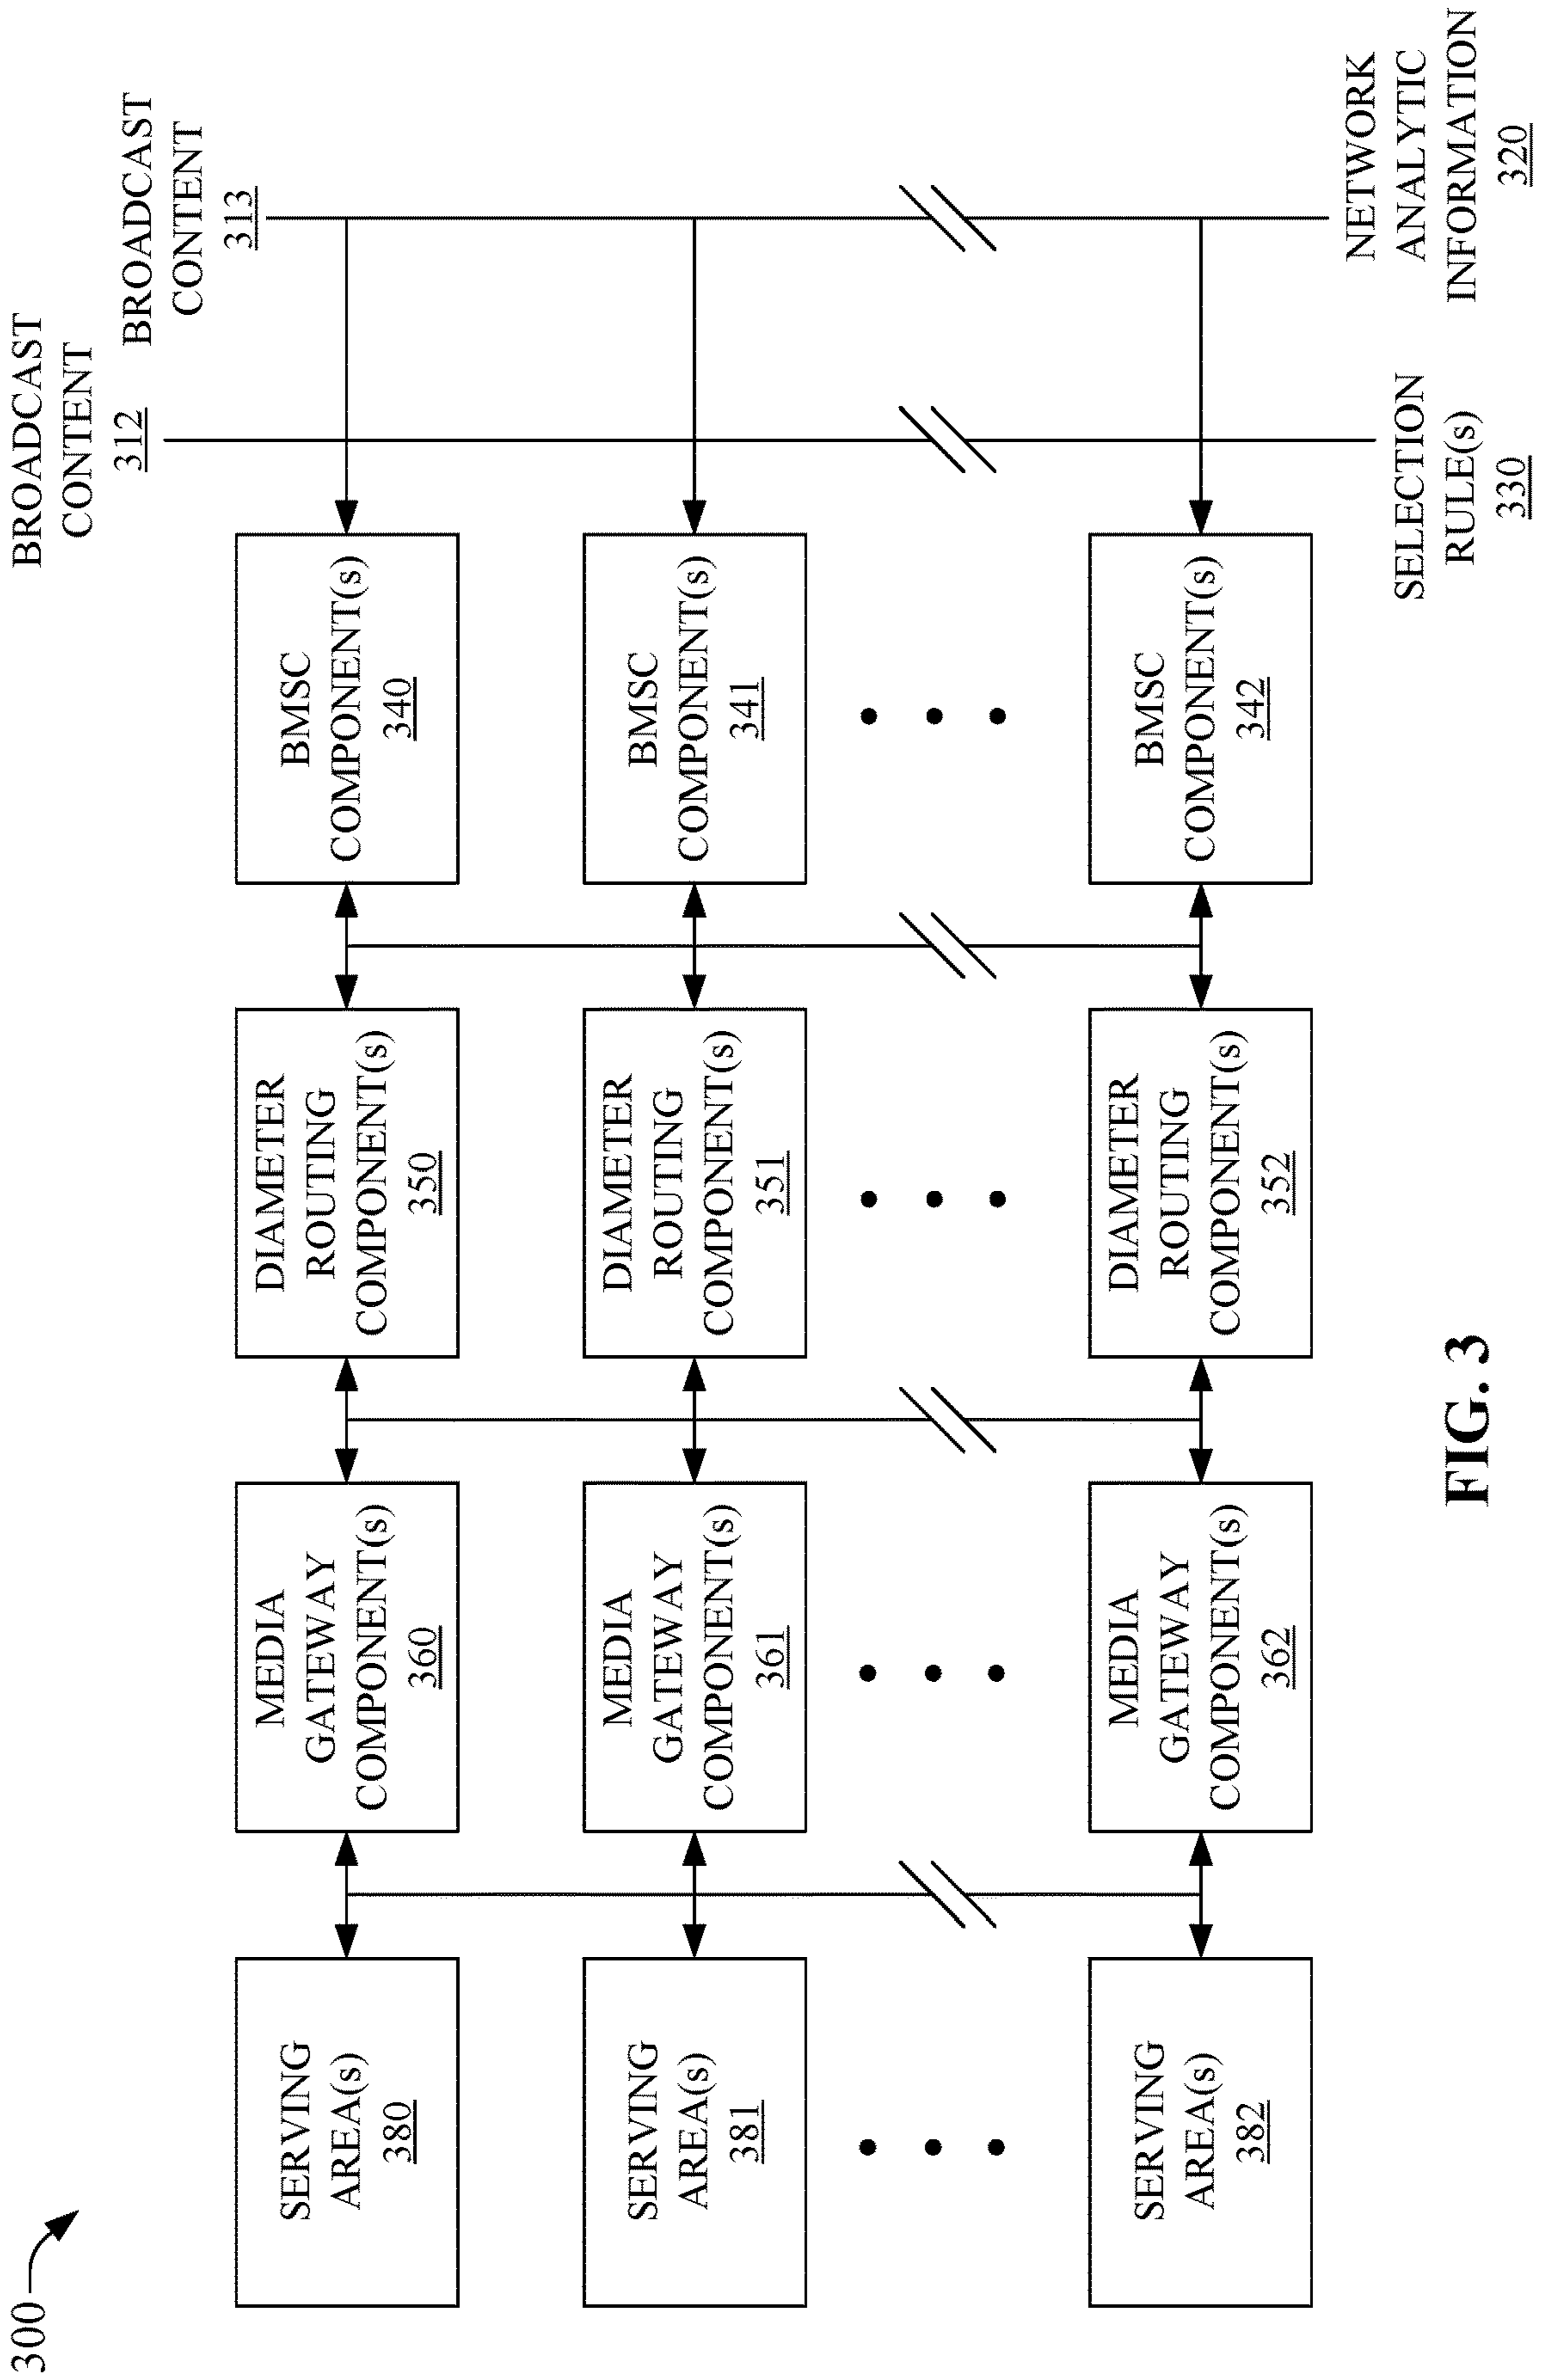 300
BROADCAST
CONTENT
312
BROADCAST
CONTENT
313
SERVING
AREA(s)
380
MEDIA
GATEWAY
COMPONENT(s)
360
DIAMETER
ROUTING
COMPONENT(s)
350
BMSC
COMPONENT(s)
340
SERVING
AREA(s)
381
MEDIA
GATEWAY
COMPONENT(s)
361
DIAMETER
ROUTING
COMPONENT(s)
351
BMSC
COMPONENT(s)
341
SERVING
AREA(s)
382
MEDIA
GATEWAY
COMPONENT(s)
362
DIAMETER
ROUTING
COMPONENT(s)
352
BMSC
COMPONENT(s)
342
SELECTION
RULE(s)
330
NETWORK
ANALYTIC
INFORMATION
320
FIG. 3